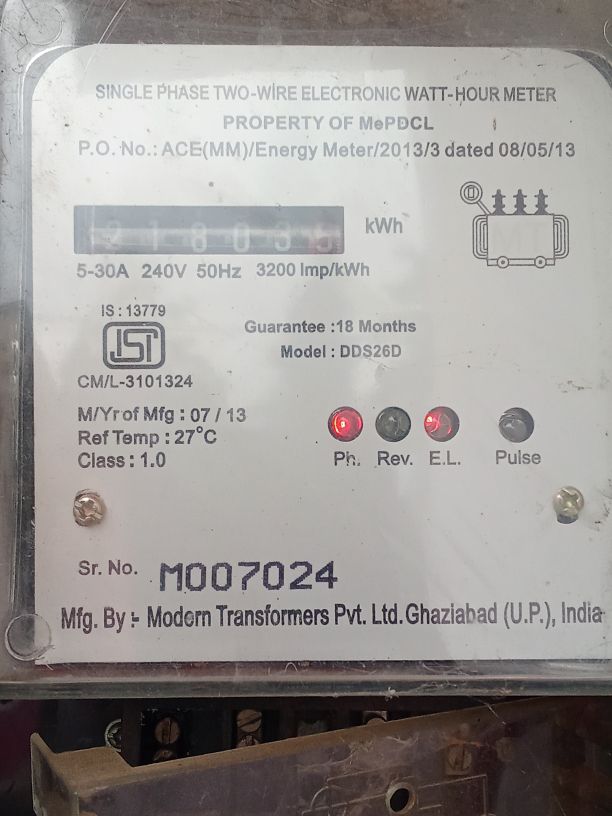 SINGLE PHASE TWO-WIRE ELECTRONIC WATT-HOUR METER
PROPERTY OF MePDCL
P.O. No.: ACE(MM)/Energy Meter/2013/3 dated 08/05/13
kWh
5-30A 240V 50Hz 3200 Imp/kWh
IS : 13779
Guarantee :18 Months
Model : DDS26D
CM/L-3101324
M/Yr of Mfg : 07 / 13
Ref Temp : 27°C
Class : 1.0
Ph. Rev. E.L. Pulse
Sr. No. M007024
Mfg. By :- Modern Transformers Pvt. Ltd. Ghaziabad (U.P.), India